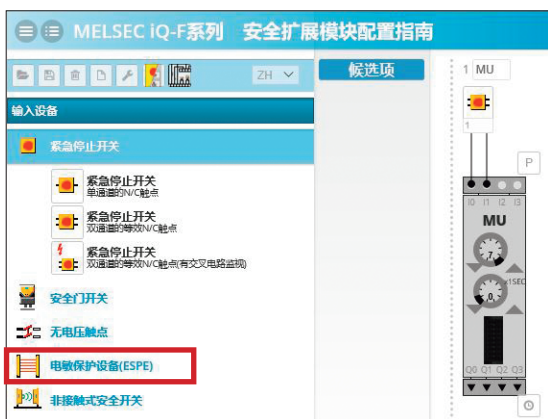 MELSEC iQ-F系列 安全扩展模块配置指南
ZH
候选项
1 MU
输入设备
紧急停止开关
紧急停止开关
单通道的N/C触点
紧急停止开关
双通道的等效N/C触点
紧急停止开关
双通道的等效N/C触点(有交叉电路监视)
安全门开关
无电压触点
电敏保护设备(ESPE)
非接触式安全开关
1
P
I0 I1 I2 I3
MU
7
x1SEC
0
Q0 Q1 Q2 Q3